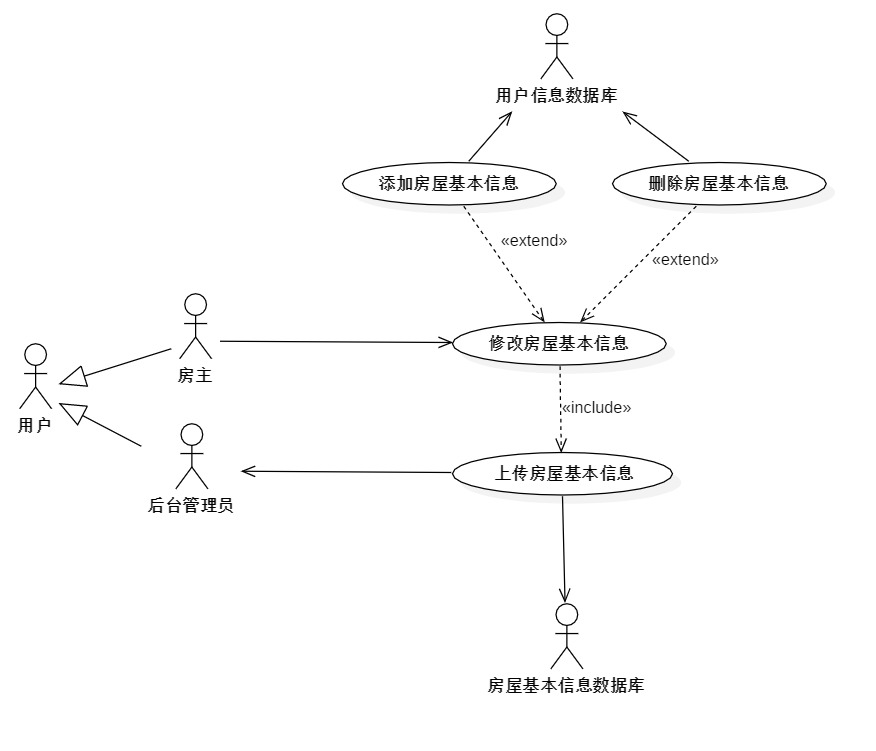 用户信息数据库
添加房屋基本信息
删除房屋基本信息
«extend»
«extend»
修改房屋基本信息
房主
用户
«include»
上传房屋基本信息
后台管理员
房屋基本信息数据库